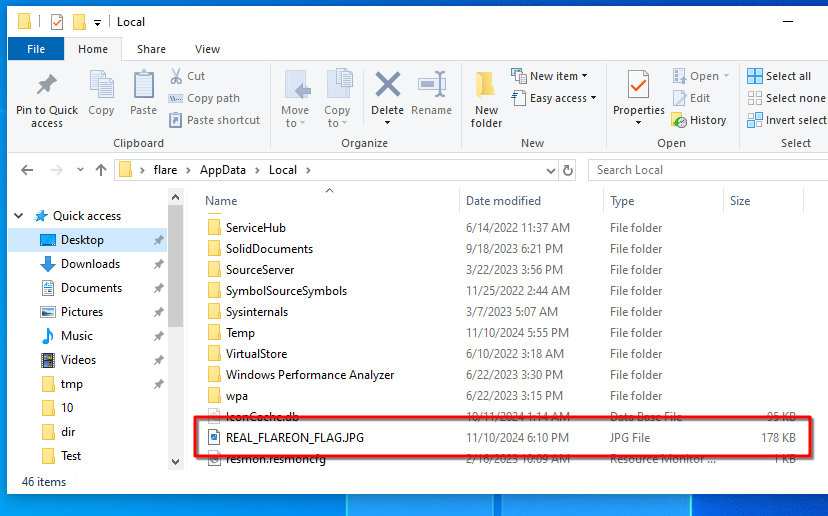 Local
File Home Share View
Pin to Quick access
Copy
Paste
Cut
Copy path
Paste shortcut
Clipboard
Move to
Copy to
Delete
Rename
Organize
New folder
New item
Easy access
New
Properties
Open
Edit
History
Open
Select all
Select none
Invert select
Select
flare > AppData > Local >
Search Local
Name Date modified Type Size
Quick access
Desktop
Downloads
Documents
Pictures
Music
Videos
tmp
10
dir
Test
ServiceHub 6/14/2022 11:37 AM File folder
SolidDocuments 9/18/2023 6:21 PM File folder
SourceServer 3/22/2023 3:56 PM File folder
SymbolSourceSymbols 11/25/2022 2:44 AM File folder
Sysinternals 3/7/2023 5:07 AM File folder
Temp 11/10/2024 5:55 PM File folder
VirtualStore 6/10/2022 3:18 AM File folder
Windows Performance Analyzer 6/22/2023 3:30 PM File folder
wpa 6/22/2023 3:15 PM File folder
IconCache.db 10/11/2024 1:14 AM Data Base File 95 KB
REAL_FLAREON_FLAG.JPG 11/10/2024 6:10 PM JPG File 178 KB
resmon.resmoncfg 2/16/2023 10:09 AM Resource Monitor ... 1 KB
46 items